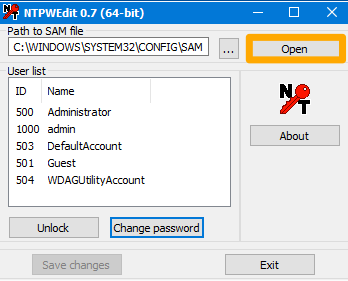 NTPWEdit 0.7 (64-bit)
Path to SAM file
C:\WINDOWS\SYSTEM32\CONFIG\SAM
...
Open
User list
ID Name
500 Administrator
1000 admin
503 DefaultAccount
501 Guest
504 WDAGUtilityAccount
NT
About
Unlock
Change password
Save changes
Exit